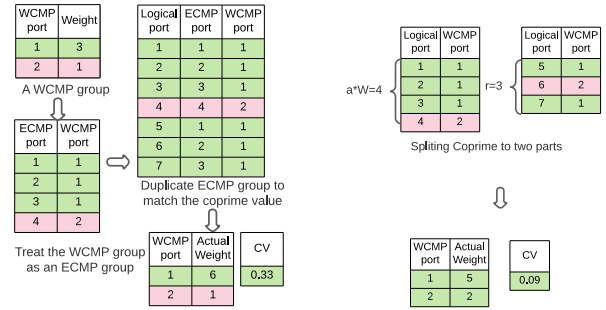 WCMP port Weight
1 3
2 1
A WCMP group
ECMP port WCMP port
1 1
2 1
3 1
4 2
Treat the WCMP group
as an ECMP group
Logical port ECMP port WCMP port
1 1 1
2 2 1
3 3 1
4 4 2
5 1 1
6 2 1
7 3 1
Duplicate ECMP group to
match the coprime value
WCMP port Actual Weight
1 6
2 1
CV
0.33
a*W=4
Logical port WCMP port
1 1
2 1
3 1
4 2
r=3
Logical port WCMP port
5 1
6 2
7 1
Spliting Coprime to two parts
WCMP port Actual Weight
1 5
2 2
CV
0.09